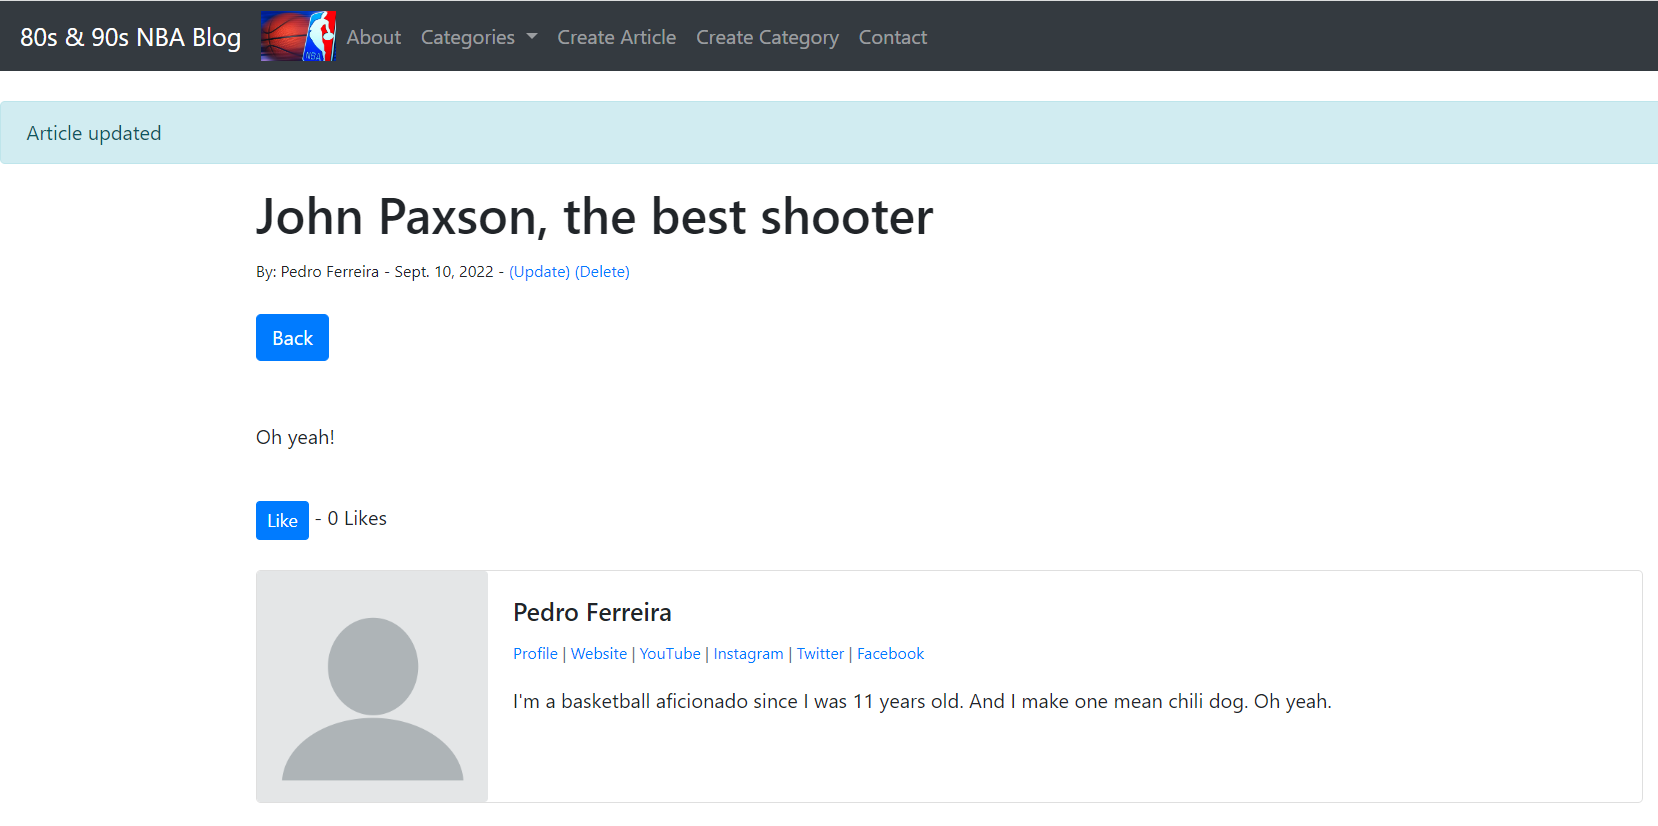 80s & 90s NBA Blog NBA About Categories Create Article Create Category Contact
Article updated
John Paxson, the best shooter
By: Pedro Ferreira - Sept. 10, 2022 - (Update) (Delete)
Back
Oh yeah!
Like - 0 Likes
Pedro Ferreira
Profile | Website | YouTube | Instagram | Twitter | Facebook
I'm a basketball aficionado since I was 11 years old. And I make one mean chili dog. Oh yeah.